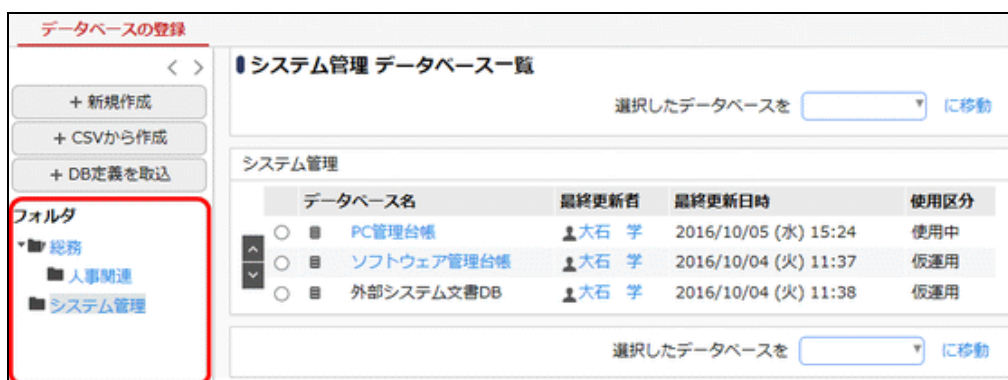 データベースの登録
< >
+ 新規作成
+ CSVから作成
+ DB定義を取込
フォルダ
総務
人事関連
システム管理
システム管理 データベース一覧
選択したデータベースを に移動
システム管理
データベース名 最終更新者 最終更新日時 使用区分
PC管理台帳 大石 学 2016/10/05 (水) 15:24 使用中
ソフトウェア管理台帳 大石 学 2016/10/04 (火) 11:37 仮運用
外部システム文書DB 大石 学 2016/10/04 (火) 11:38 仮運用
選択したデータベースを に移動